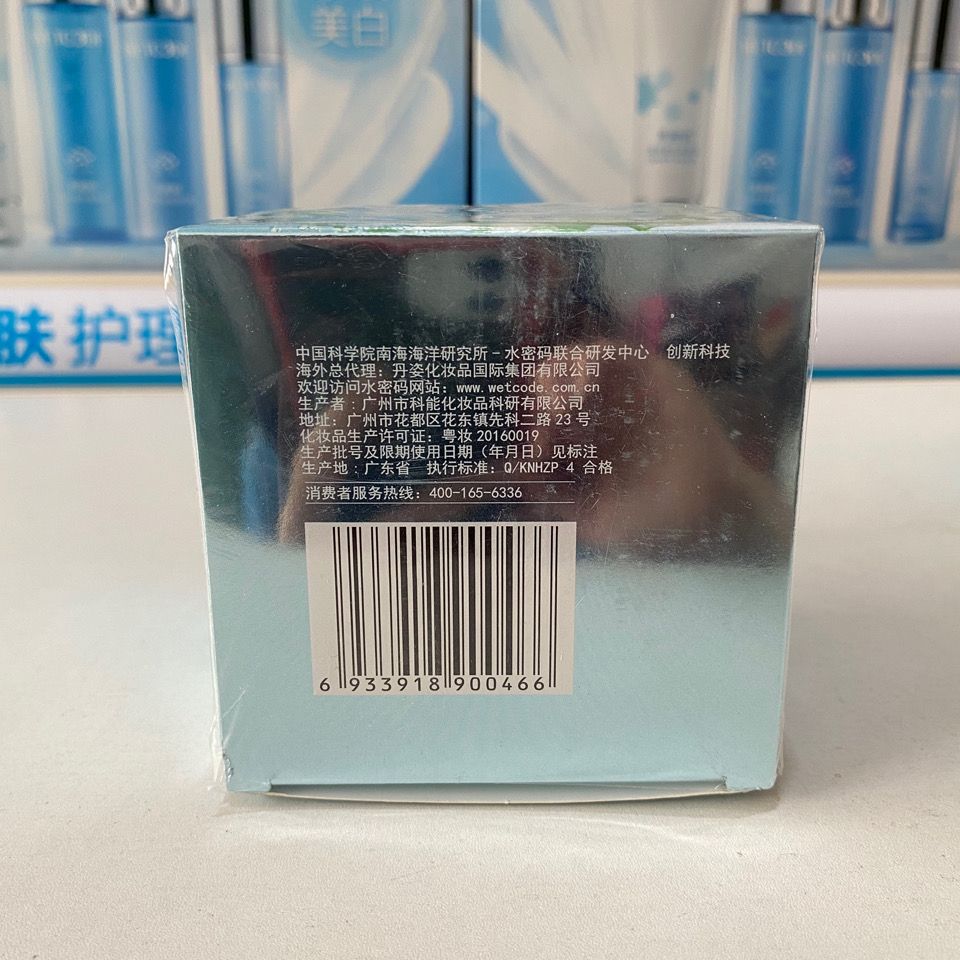 美白
肤护理
中国科学院南海海洋研究所-水密码联合研发中心 创新科技
海外总代理：丹姿化妆品国际集团有限公司
欢迎访问水密码网站：www.wetcode.com.cn
生产者：广州市科能化妆品科研有限公司
地址：广州市花都区花东镇先科二路23号
化妆品生产许可证：粤妆20160019
生产批号及限期使用日期（年月日）见标注
生产地：广东省 执行标准：Q/KNHZP 4 合格
消费者服务热线：400-165-6336
6 933918 900466